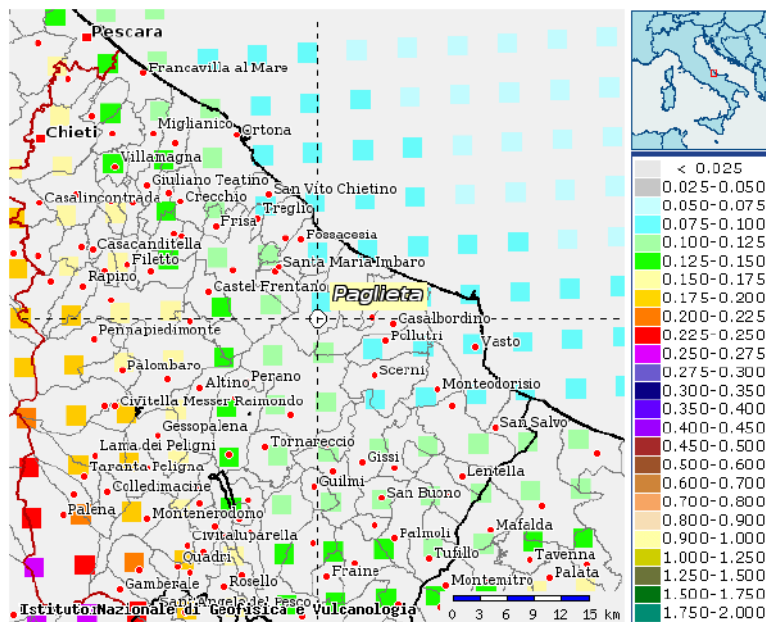 Pescara
Francavilla al Mare
Miglianico
Ortona
Chieti
Villamagna
Giuliano Teatino
San Vito Chietino
Casalincontrada
Crecchio
Treglio
Frisa
Fossacesia
Casacanditella
Filetto
Santa Maria Imbaro
Rapino
Castel Frentano
Paglieta
P
Casalbordino
Pennapiedimonte
Pollutri
Vasto
Palombaro
Altino
Perano
Scerni
Monteodorisio
Civitella Messer Raimondo
Gessopalena
San Salvo
Lama dei Peligni
Tornareccio
Gissi
Taranta Peligna
Lentella
Colledimacine
Guilmi
San Buono
Palena
Montenerodomo
Mafalda
Civitaluparella
Palmoli
Quadri
Tufillo
Tavenna
Fraine
Palata
Gamberale
Rosello
Montemitro
Sant'Angelo del Pesco
Istituto Nazionale di Geofisica e Vulcanologia
0 3 6 9 12 15 km
< 0.025
0.025-0.050
0.050-0.075
0.075-0.100
0.100-0.125
0.125-0.150
0.150-0.175
0.175-0.200
0.200-0.225
0.225-0.250
0.250-0.275
0.275-0.300
0.300-0.350
0.350-0.400
0.400-0.450
0.450-0.500
0.500-0.600
0.600-0.700
0.700-0.800
0.800-0.900
0.900-1.000
1.000-1.250
1.250-1.500
1.500-1.750
1.750-2.000